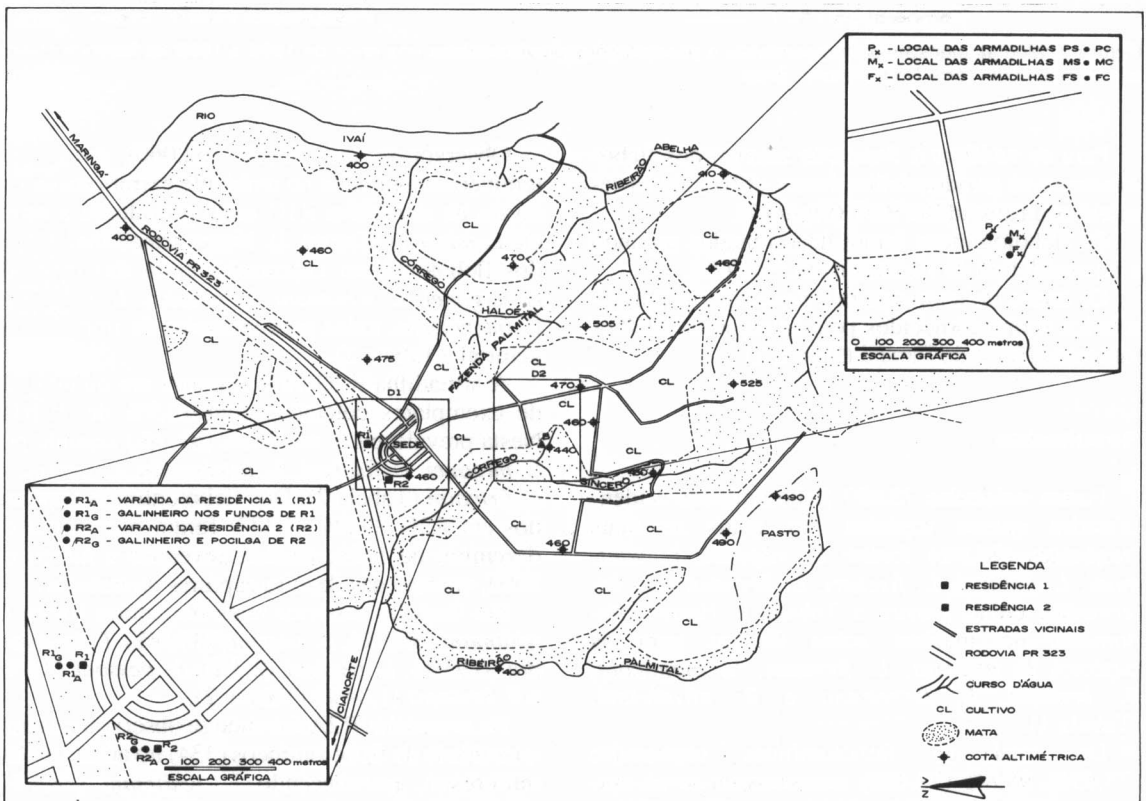 Px - LOCAL DAS ARMADILHAS PS • PC
Mx - LOCAL DAS ARMADILHAS MS • MC
Fx - LOCAL DAS ARMADILHAS FS • FC
Px
Mx
Fx
0 100 200 300 400 metros
ESCALA GRÁFICA
MARINGÁ
RIO
IVAÍ
400
RIBEIRÃO
ABELHA
410
400
RODOVIA PR 323
460
CL
CL
470
CÓRREGO
HALOÉ
CL
460
505
FAZENDA PALMITAL
CL
475
CL
CL
D2
470
CL
CL
525
D1
R1
SEDE
460
R2
CL
460
440
CÓRREGO
SINCERO
CL
490
PASTO
CL
CL
460
490
CL
CL
CL
RIBEIRÃO
PALMITAL
400
CIANORTE
R1A - VARANDA DA RESIDÊNCIA 1 (R1)
R1G - GALINHEIRO NOS FUNDOS DE R1
R2A - VARANDA DA RESIDÊNCIA 2 (R2)
R2G - GALINHEIRO E POCILGA DE R2
R1G
R1A
R1
R2G
R2A
R2
0 100 200 300 400 metros
ESCALA GRÁFICA
LEGENDA
RESIDÊNCIA 1
RESIDÊNCIA 2
ESTRADAS VICINAIS
RODOVIA PR 323
CURSO D'ÁGUA
CL CULTIVO
MATA
COTA ALTIMÉTRICA